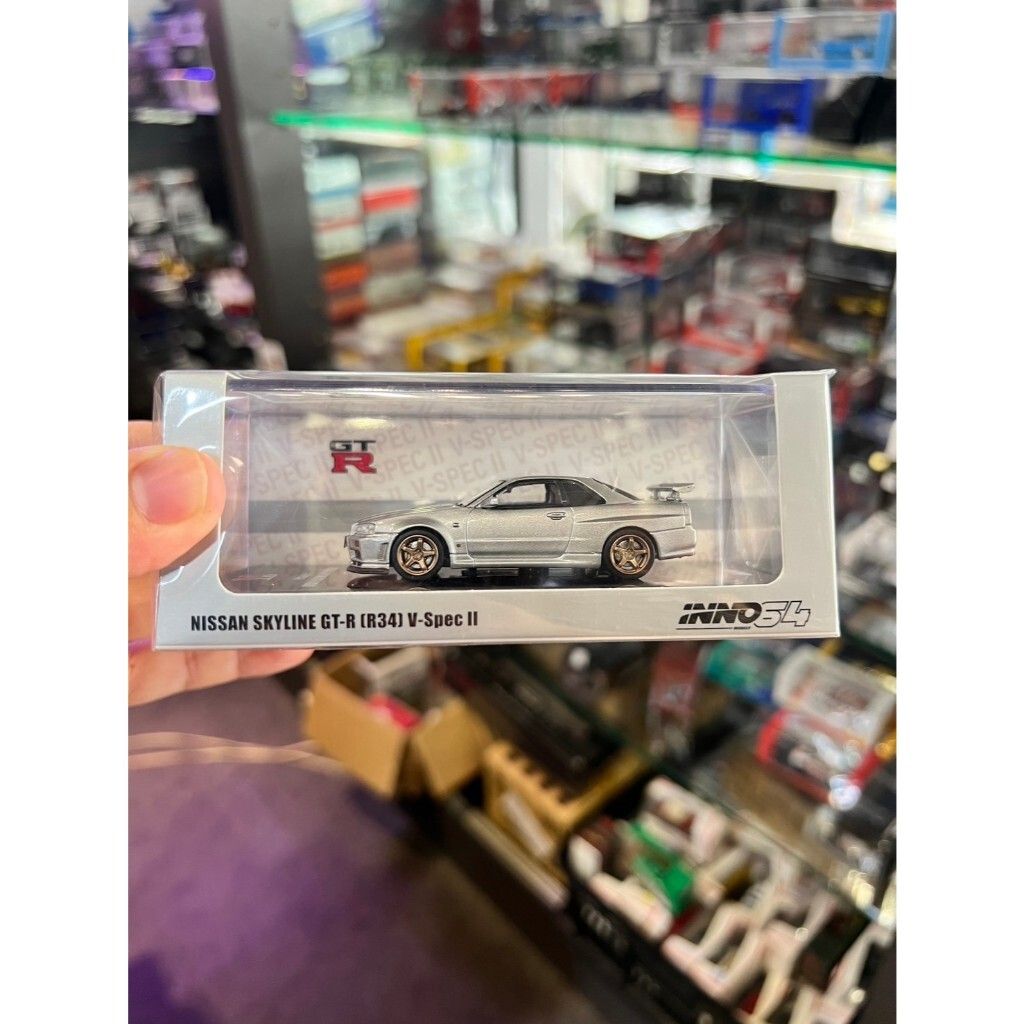 GT
R
V-SPEC II V-SPEC II V-SPEC II
NISSAN SKYLINE GT-R (R34) V-Spec II
INNO64